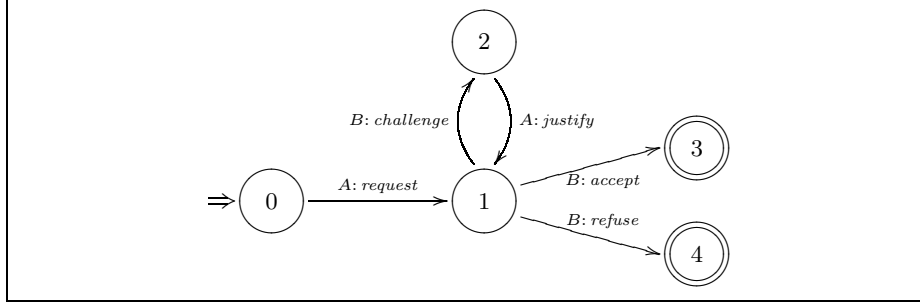 2
B: challenge
A: justify
3
B: accept
A: request
0
1
B: refuse
4